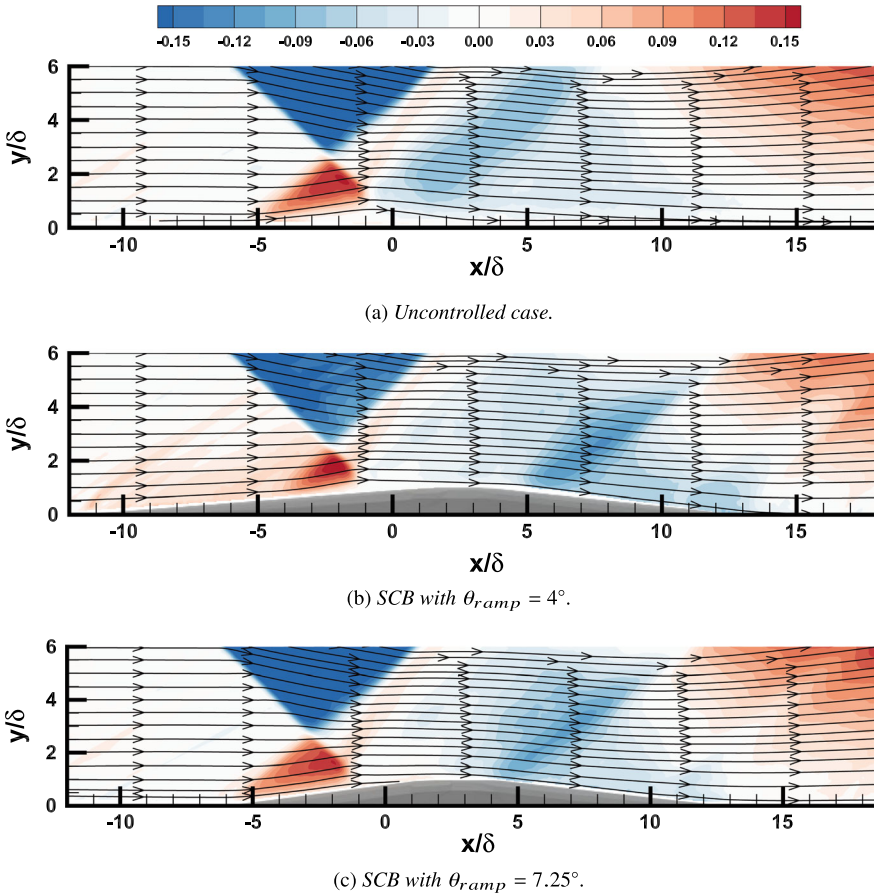 -0.15 -0.12 -0.09 -0.06 -0.03 0.00 0.03 0.06 0.09 0.12 0.15
6
4
y/δ
2
0
-10 -5 0 5 10 15
x/δ
(a) Uncontrolled case.
6
4
y/δ
2
0
-10 -5 0 5 10 15
x/δ
(b) SCB with θramp = 4°.
6
4
y/δ
2
0
-10 -5 0 5 10 15
x/δ
(c) SCB with θramp = 7.25°.